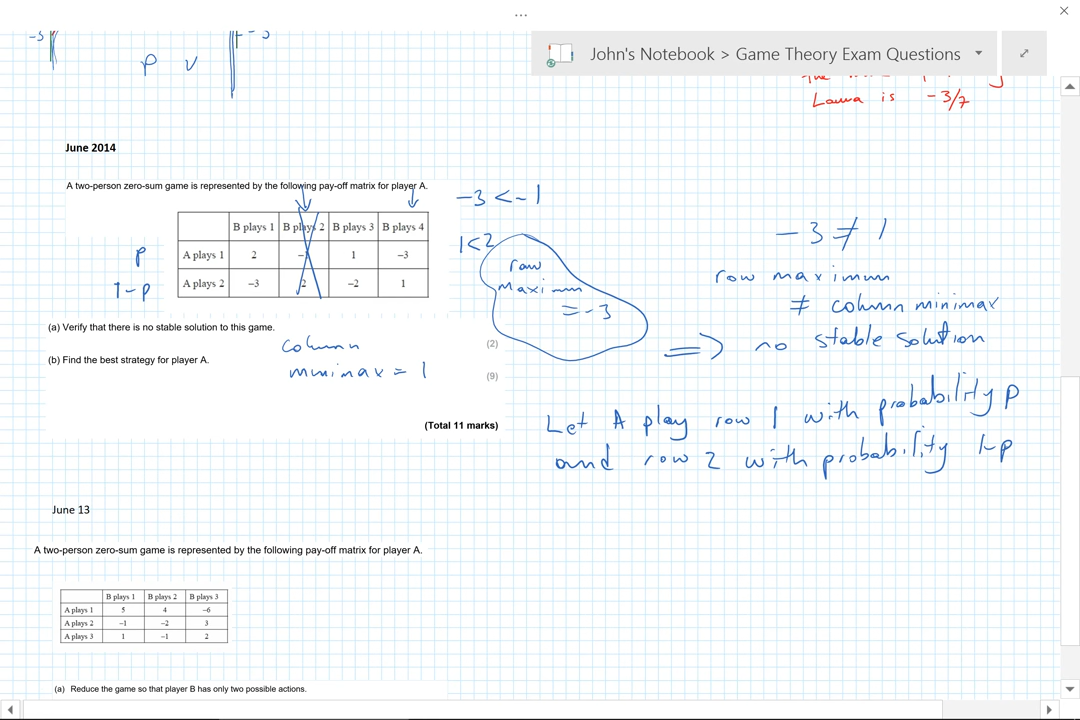 ...
-3
-3
P v
John's Notebook > Game Theory Exam Questions
Laura is -3/7
June 2014
A two-person zero-sum game is represented by the following pay-off matrix for player A.
B plays 1 B plays 2 B plays 3 B plays 4
p A plays 1 2 -1 1 -3
1-p A plays 2 -3 2 -2 1
-3 < -1
1<2
row
maximum
= -3
-3 ≠ 1
row maximum
≠ column minimax
=> no stable solution
(a) Verify that there is no stable solution to this game.
(2)
column
minimax = 1
(b) Find the best strategy for player A.
(9)
(Total 11 marks)
Let A play row 1 with probability p
and row 2 with probability 1-p
June 13
A two-person zero-sum game is represented by the following pay-off matrix for player A.
B plays 1 B plays 2 B plays 3
A plays 1 5 4 -6
A plays 2 -1 -2 3
A plays 3 1 -1 2
(a) Reduce the game so that player B has only two possible actions.